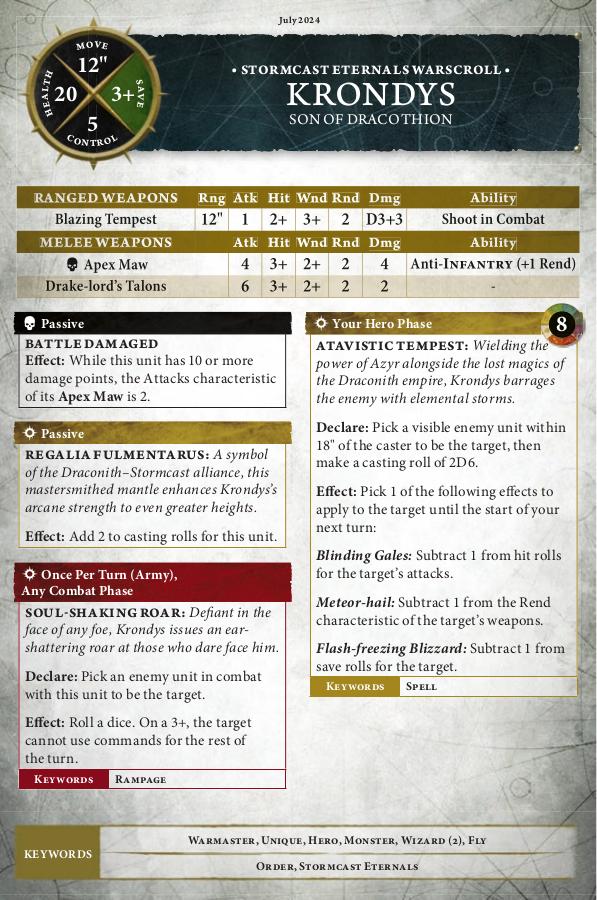 July 2024
MOVE
12"
HEALTH
20
3+
SAVE
5
CONTROL
• STORMCAST ETERNALS WARSCROLL •
KRONDYS
SON OF DRACOTHION
RANGED WEAPONS Rng Atk Hit Wnd Rnd Dmg Ability
Blazing Tempest 12" 1 2+ 3+ 2 D3+3 Shoot in Combat
MELEE WEAPONS Atk Hit Wnd Rnd Dmg Ability
Apex Maw 4 3+ 2+ 2 4 Anti-INFANTRY (+1 Rend)
Drake-lord's Talons 6 3+ 2+ 2 2 -
Passive
BATTLE DAMAGED
Effect: While this unit has 10 or more
damage points, the Attacks characteristic
of its Apex Maw is 2.
Passive
REGALIA FULMENTARUS: A symbol
of the Draconith–Stormcast alliance, this
mastersmithed mantle enhances Krondys's
arcane strength to even greater heights.
Effect: Add 2 to casting rolls for this unit.
Once Per Turn (Army),
Any Combat Phase
SOUL-SHAKING ROAR: Defiant in the
face of any foe, Krondys issues an ear-
shattering roar at those who dare face him.
Declare: Pick an enemy unit in combat
with this unit to be the target.
Effect: Roll a dice. On a 3+, the target
cannot use commands for the rest of
the turn.
KEYWORDS RAMPAGE
Your Hero Phase 8
ATAVISTIC TEMPEST: Wielding the
power of Azyr alongside the lost magics of
the Draconith empire, Krondys barrages
the enemy with elemental storms.
Declare: Pick a visible enemy unit within
18" of the caster to be the target, then
make a casting roll of 2D6.
Effect: Pick 1 of the following effects to
apply to the target until the start of your
next turn:
Blinding Gales: Subtract 1 from hit rolls
for the target's attacks.
Meteor-hail: Subtract 1 from the Rend
characteristic of the target's weapons.
Flash-freezing Blizzard: Subtract 1 from
save rolls for the target.
KEYWORDS SPELL
KEYWORDS
WARMASTER, UNIQUE, HERO, MONSTER, WIZARD (2), FLY
ORDER, STORMCAST ETERNALS